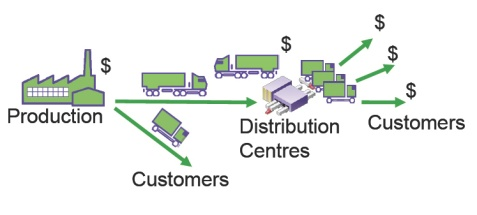 $
$
$
$
$
Production
Distribution
Centres
Customers
Customers